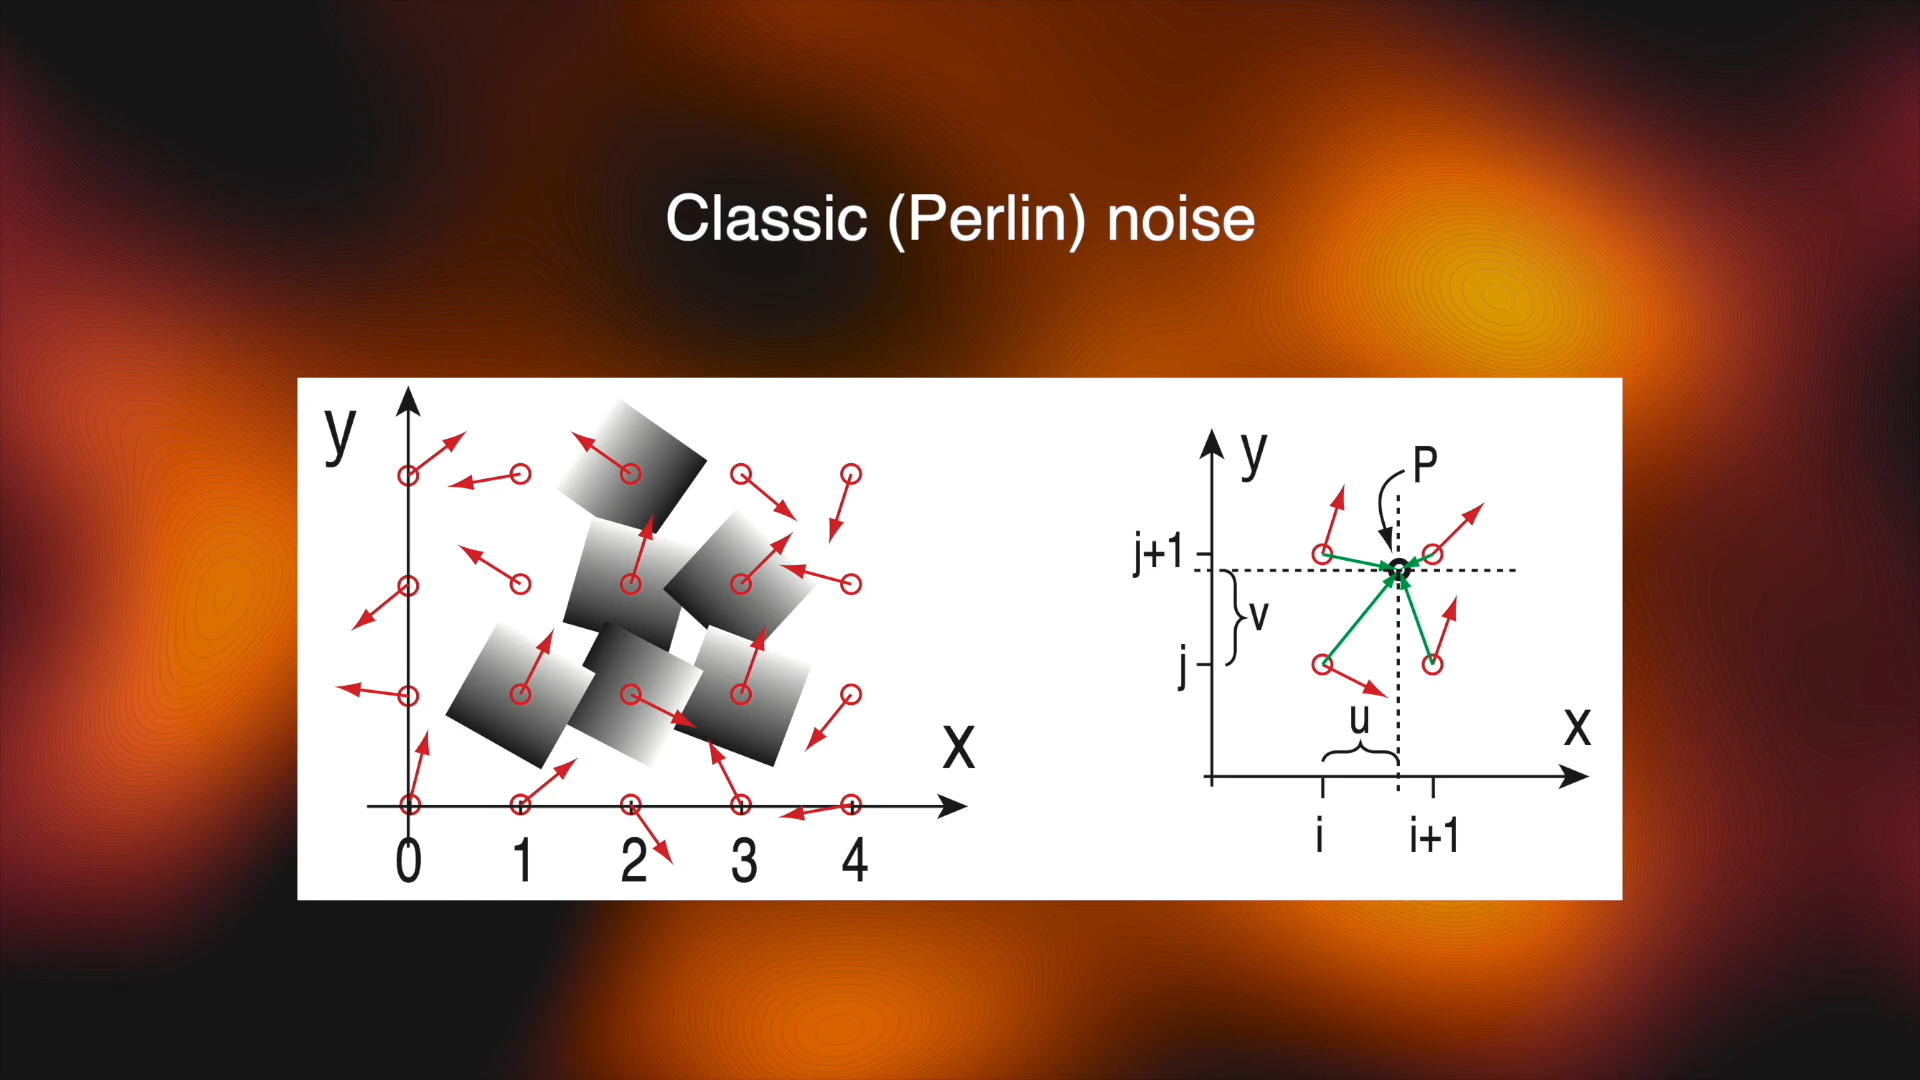 Classic (Perlin) noise
y
x
0 1 2 3 4
y
P
j+1
v
j
u
x
i i+1